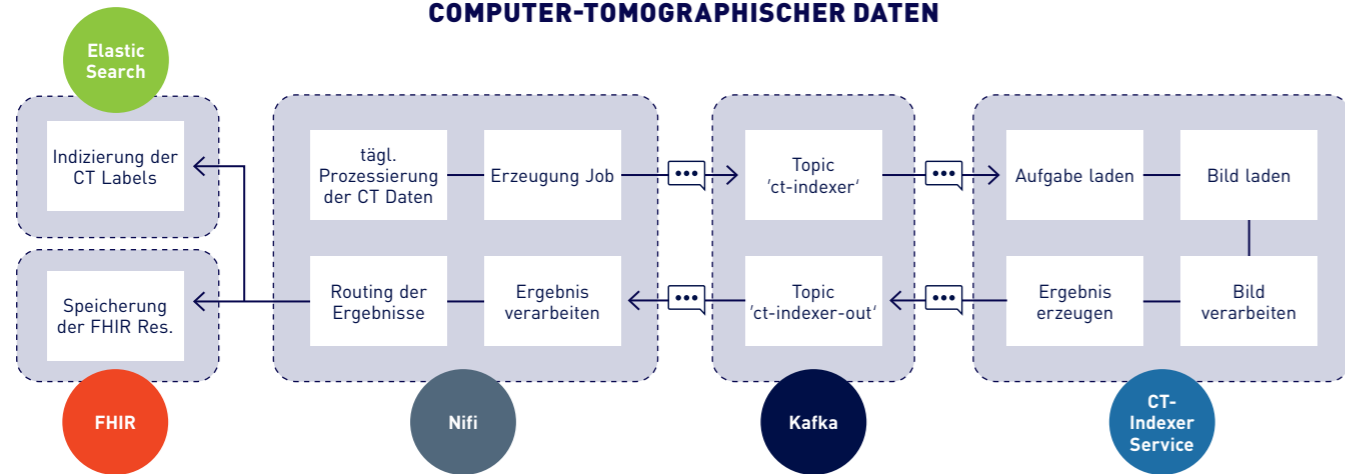 COMPUTER-TOMOGRAPHISCHER DATEN
Elastic
Search
Indizierung der
CT Labels
tägl.
Prozessierung
der CT Daten
Erzeugung Job
Topic
‘ct-indexer‘
Aufgabe laden
Bild laden
Speicherung
der FHIR Res.
Routing der
Ergebnisse
Ergebnis
verarbeiten
Topic
‘ct-indexer-out‘
Ergebnis
erzeugen
Bild
verarbeiten
FHIR
Nifi
Kafka
CT-
Indexer
Service